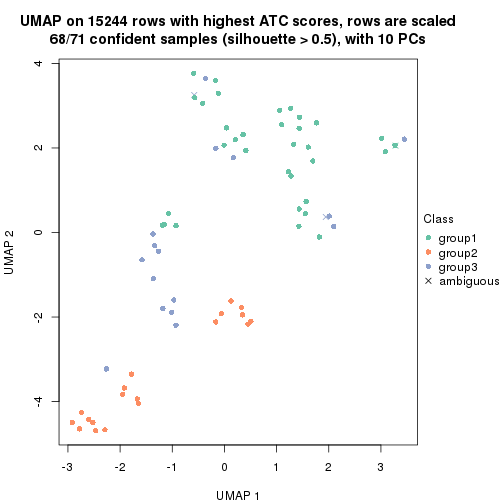 UMAP on 15244 rows with highest ATC scores, rows are scaled
68/71 confident samples (silhouette > 0.5), with 10 PCs
4
2
0
-2
-4
UMAP 2
-3
-2
-1
0
1
2
3
UMAP 1
Class
group1
group2
group3
ambiguous